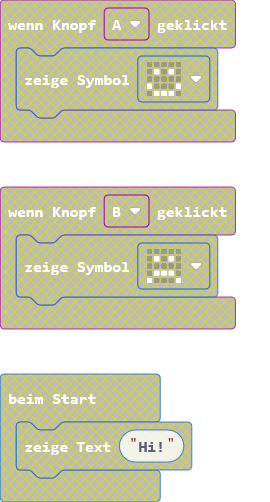 wenn Knopf A geklickt
zeige Symbol
wenn Knopf B geklickt
zeige Symbol
beim Start
zeige Text "Hi!"